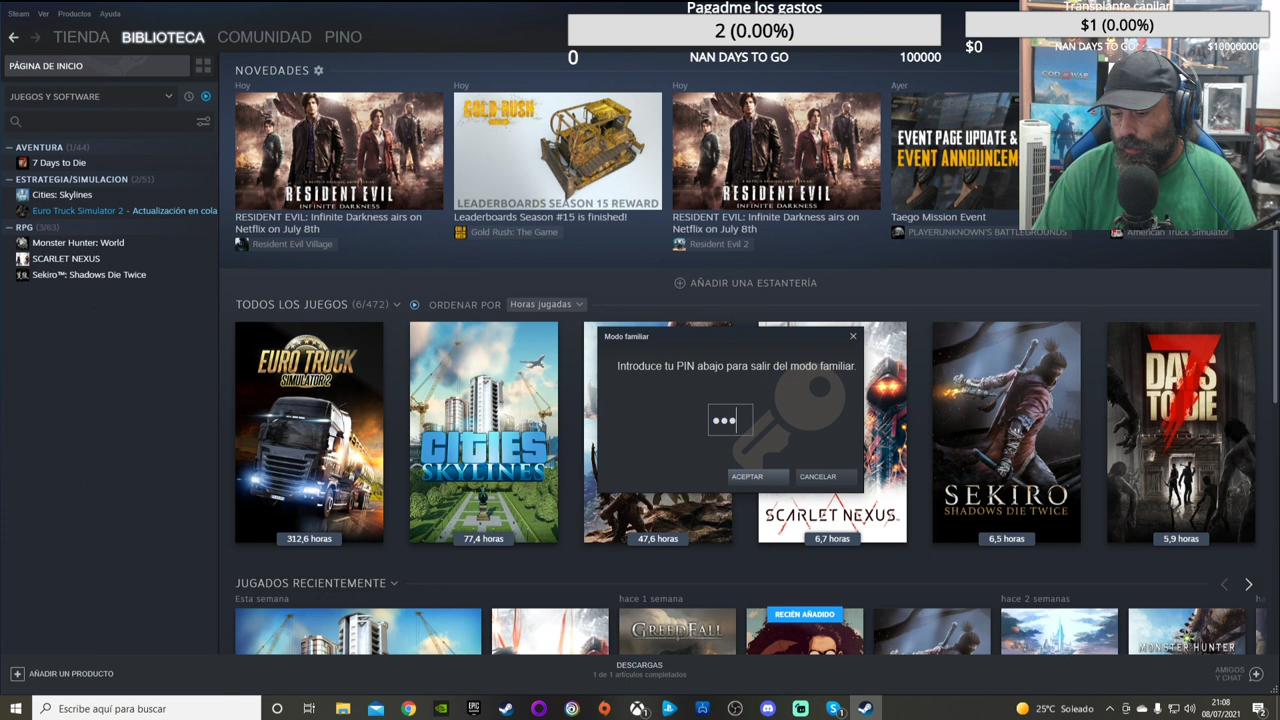 Steam Ver Productos Ayuda
TIENDA BIBLIOTECA COMUNIDAD PINO
Pagadme los gastos
2 (0.00%)
0 NAN DAYS TO GO 100000
Transplante capilar
$1 (0.00%)
$0 NAN DAYS TO GO
PÁGINA DE INICIO
JUEGOS Y SOFTWARE
AVENTURA (1/44)
7 Days to Die
ESTRATEGIA/SIMULACION (2/51)
Cities: Skylines
Euro Truck Simulator 2 - Actualización en cola
RPG (3/63)
Monster Hunter: World
SCARLET NEXUS
Sekiro™: Shadows Die Twice
NOVEDADES
Hoy
A NETFLIX ORIGINAL SERIES
RESIDENT EVIL
INFINITE DARKNESS
RESIDENT EVIL: Infinite Darkness airs on
Netflix on July 8th
Resident Evil Village
Hoy
GOLD RUSH
LEADERBOARDS SEASON 15 REWARD
Leaderboards Season #15 is finished!
Gold Rush: The Game
Hoy
RESIDENT EVIL
INFINITE DARKNESS
RESIDENT EVIL: Infinite Darkness airs on
Netflix on July 8th
Resident Evil 2
Ayer
EVENT PAGE UPDATE &
EVENT ANNOUNCEM
Taego Mission Event
PLAYERUNKNOWN'S BATTLEGROUNDS
American Truck Simulator
GOD WAR
AÑADIR UNA ESTANTERÍA
TODOS LOS JUEGOS (6/472) ORDENAR POR Horas jugadas
EURO TRUCK
SIMULATOR 2
312,6 horas
CITIES
SKYLINES
77,4 horas
47,6 horas
SCARLET NEXUS
6,7 horas
SEKIRO
SHADOWS DIE TWICE
6,5 horas
7
DAYS
TO DIE
5,9 horas
Modo familiar
Introduce tu PIN abajo para salir del modo familiar.
ACEPTAR CANCELAR
JUGADOS RECIENTEMENTE
Esta semana
hace 1 semana
hace 2 semanas
GREEDFALL
RECIÉN AÑADIDO
MONSTER HUNTER
AÑADIR UN PRODUCTO
DESCARGAS
1 de 1 artículos completados
AMIGOS
Y CHAT
Escribe aquí para buscar
EPIC
25°C Soleado
21:08
08/07/2021